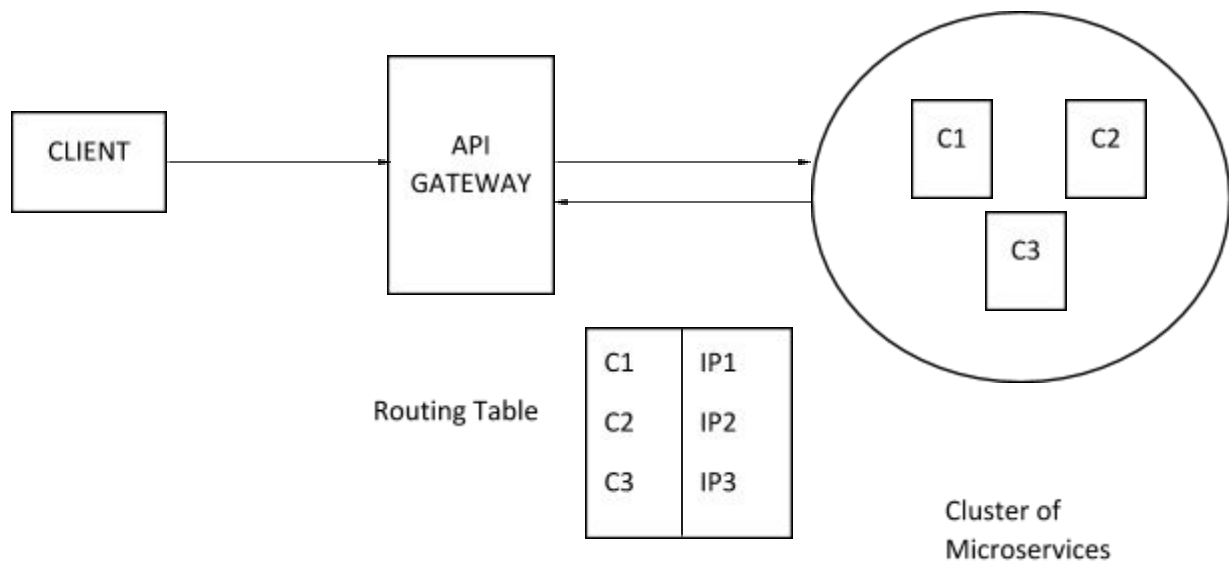 CLIENT
API
GATEWAY
C1
C2
C3
Routing Table
C1 IP1
C2 IP2
C3 IP3
Cluster of
Microservices